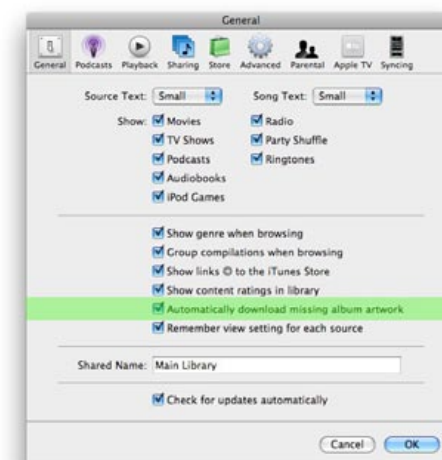 General
General Podcasts Playback Sharing Store Advanced Parental Apple TV Syncing
Source Text: Small Song Text: Small
Show: Movies Radio
TV Shows Party Shuffle
Podcasts Ringtones
Audiobooks
iPod Games
Show genre when browsing
Group compilations when browsing
Show links to the iTunes Store
Show content ratings in library
Automatically download missing album artwork
Remember view setting for each source
Shared Name: Main Library
Check for updates automatically
Cancel OK